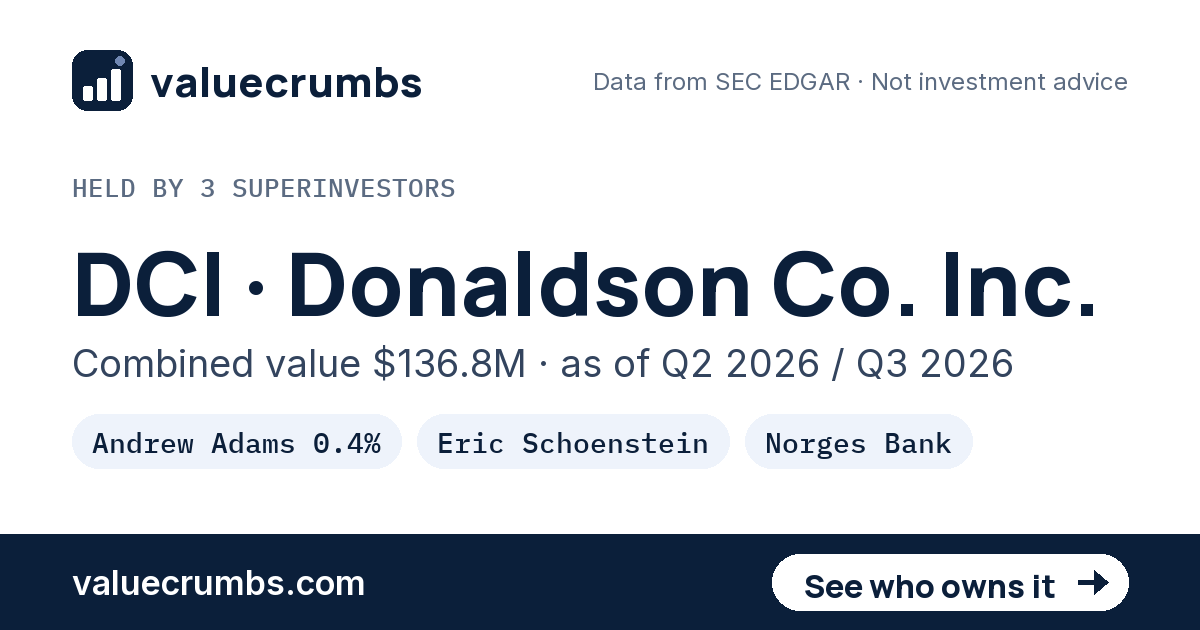 valuecrumbs
Data from SEC EDGAR · Not investment advice
HELD BY 3 SUPERINVESTORS
DCI · Donaldson Co. Inc.
Combined value $136.8M · as of Q2 2026 / Q3 2026
Andrew Adams 0.4%
Eric Schoenstein
Norges Bank
valuecrumbs.com
See who owns it →